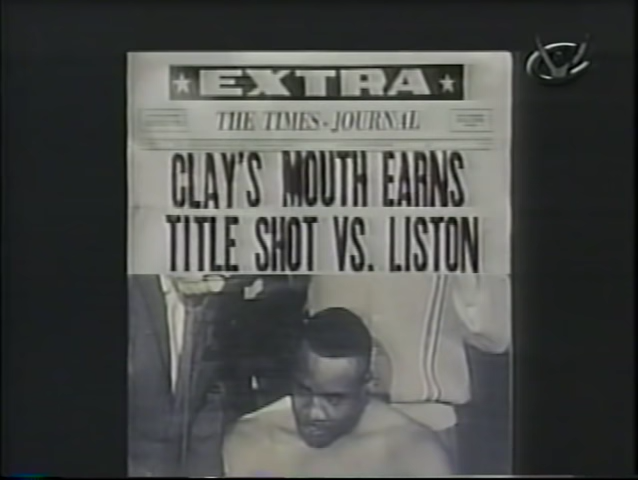 EXTRA
THE TIMES-JOURNAL
CLAY'S MOUTH EARNS
TITLE SHOT VS. LISTON